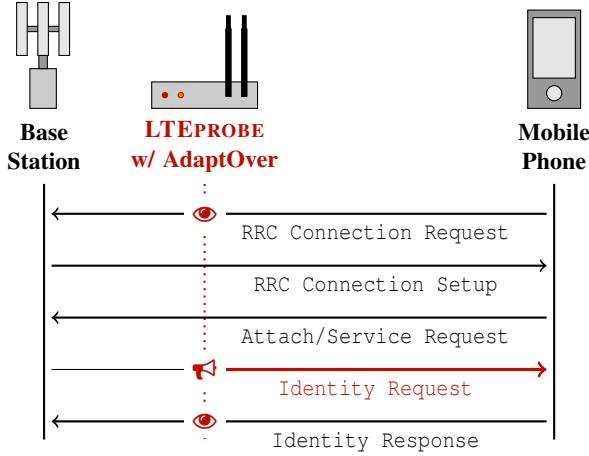 Base
Station
LTEPROBE
w/ AdaptOver
Mobile
Phone
RRC Connection Request
RRC Connection Setup
Attach/Service Request
Identity Request
Identity Response